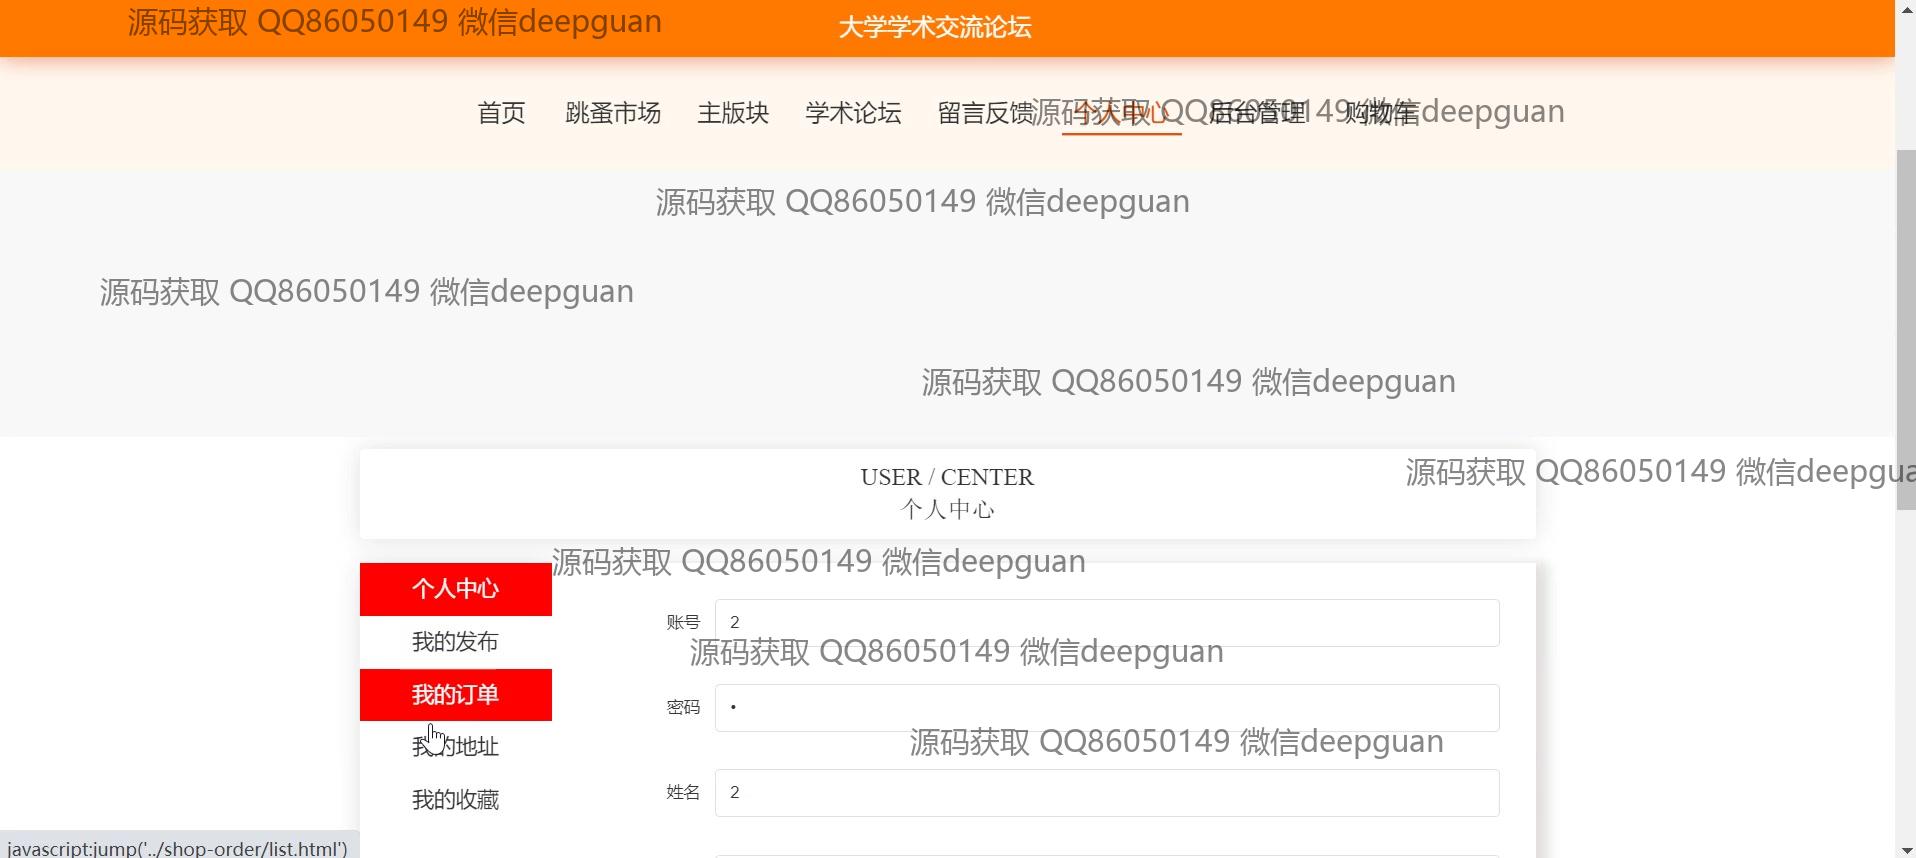 源码获取 QQ86050149 微信deepguan
大学学术交流论坛
首页 跳蚤市场 主版块 学术论坛 留言反馈 个人中心 后台管理 购物车
源码获取 QQ86050149 微信deepguan
源码获取 QQ86050149 微信deepguan
源码获取 QQ86050149 微信deepguan
源码获取 QQ86050149 微信deepguan
USER / CENTER
个人中心
源码获取 QQ86050149 微信deepgua
源码获取 QQ86050149 微信deepguan
个人中心
我的发布
我的订单
我的地址
我的收藏
账号 2
源码获取 QQ86050149 微信deepguan
密码 •
源码获取 QQ86050149 微信deepguan
姓名 2
javascript:jump('../shop-order/list.html')